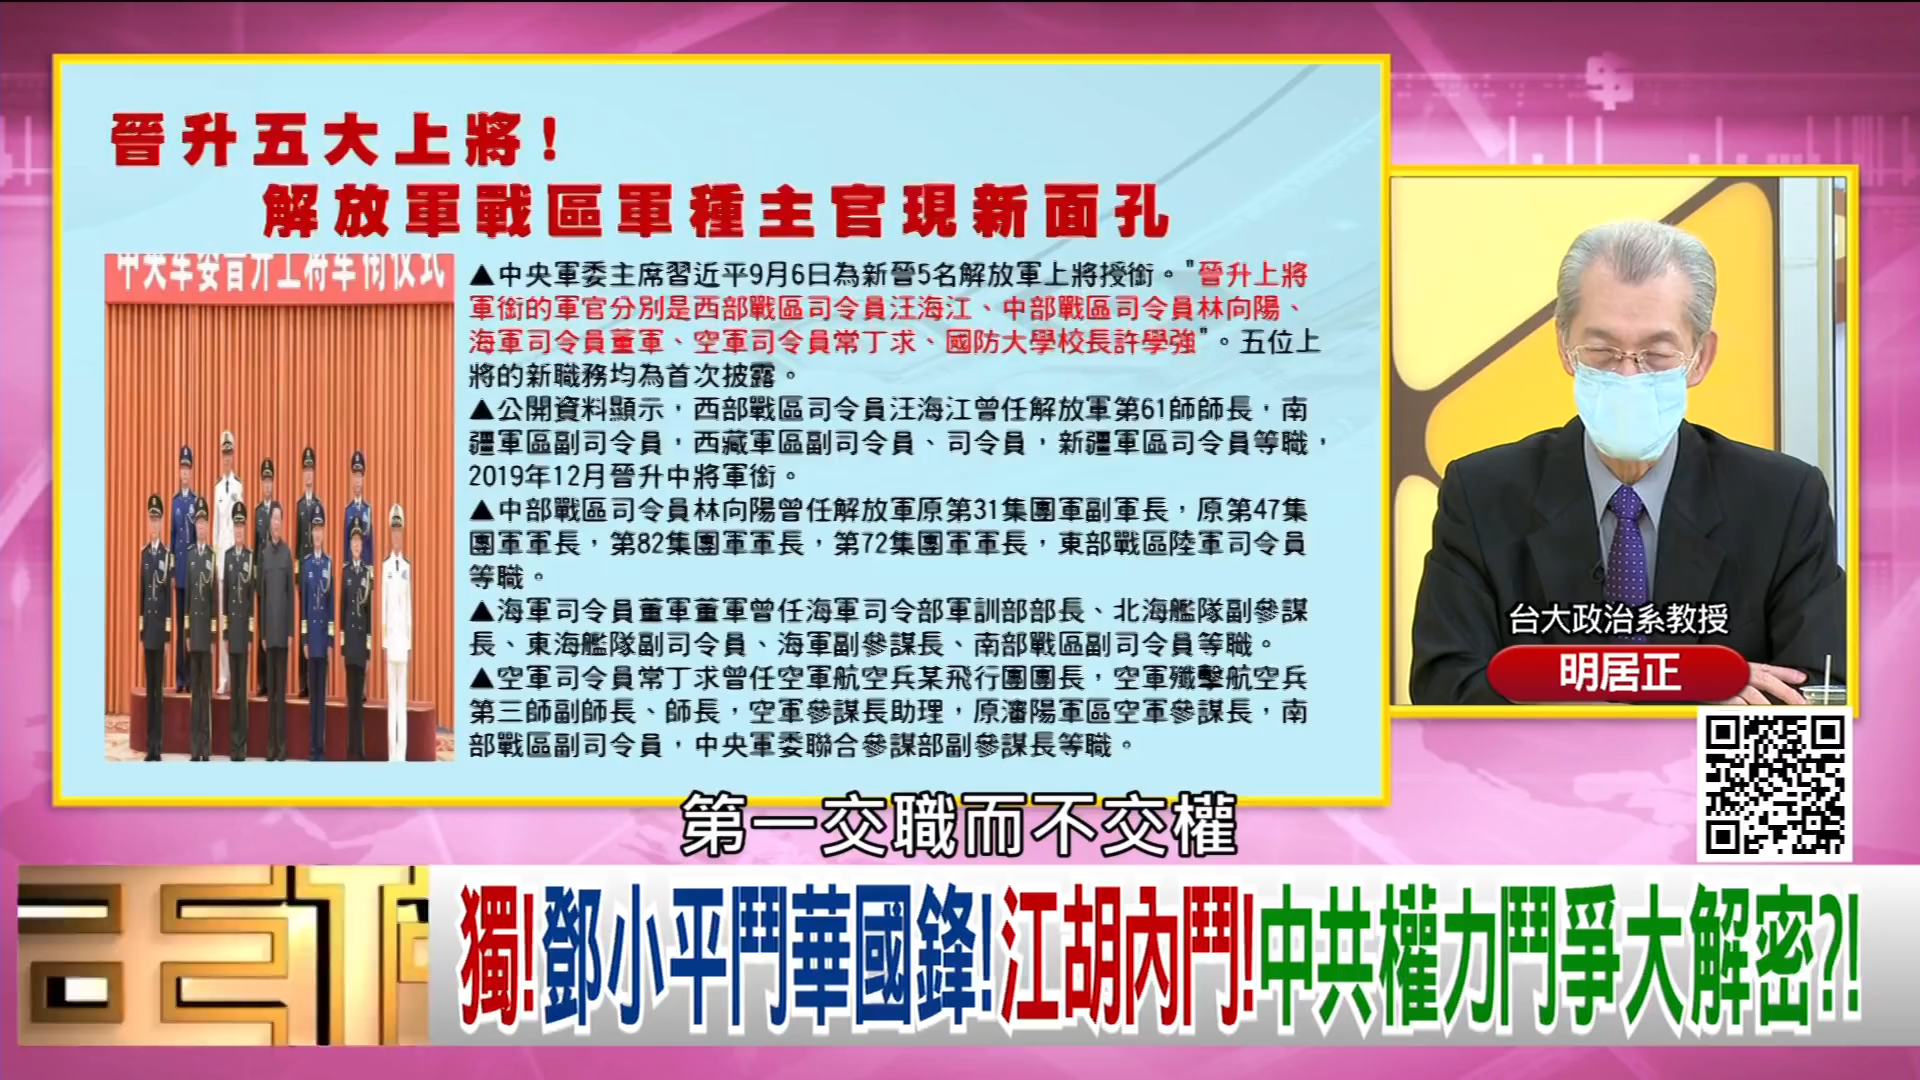 晉升五大上將!
解放軍戰區軍種主官現新面孔
中央军委晋升上将军衔仪式
▲中央軍委主席習近平9月6日為新晉5名解放軍上將授銜。"晉升上將
軍銜的軍官分別是西部戰區司令員汪海江、中部戰區司令員林向陽、
海軍司令員董軍、空軍司令員常丁求、國防大學校長許學強"。五位上
將的新職務均為首次披露。
▲公開資料顯示，西部戰區司令員汪海江曾任解放軍第61師師長，南
疆軍區副司令員，西藏軍區副司令員、司令員，新疆軍區司令員等職，
2019年12月晉升中將軍銜。
▲中部戰區司令員林向陽曾任解放軍原第31集團軍副軍長，原第47集
團軍軍長，第82集團軍軍長，第72集團軍軍長，東部戰區陸軍司令員
等職。
▲海軍司令員董軍董軍曾任海軍司令部軍訓部部長、北海艦隊副參謀
長、東海艦隊副司令員、海軍副參謀長、南部戰區副司令員等職。
▲空軍司令員常丁求曾任空軍航空兵某飛行團團長，空軍殲擊航空兵
第三師副師長、師長，空軍參謀長助理，原瀋陽軍區空軍參謀長，南
部戰區副司令員，中央軍委聯合參謀部副參謀長等職。
台大政治系教授
明居正
第一交職而不交權
獨!鄧小平鬥華國鋒!江胡內鬥!中共權力鬥爭大解密?!